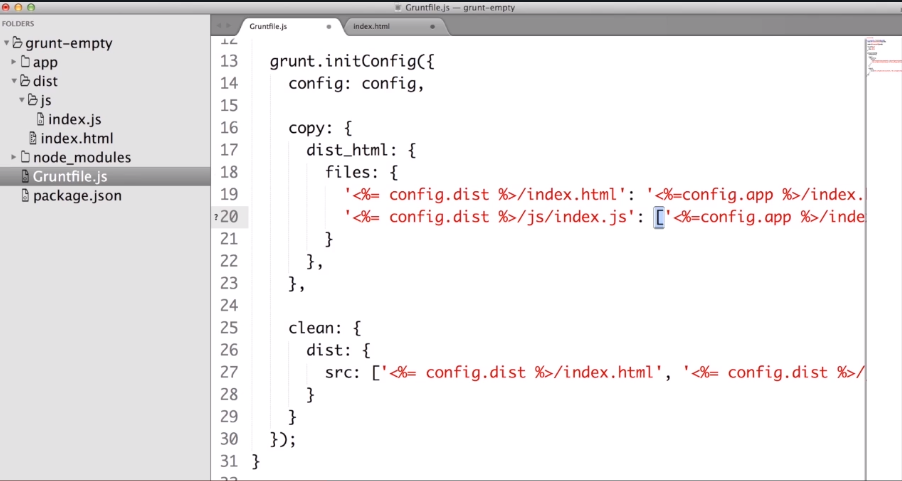 Gruntfile.js — grunt-empty
FOLDERS
grunt-empty
app
dist
js
index.js
index.html
node_modules
Gruntfile.js
package.json
Gruntfile.js
index.html
12
13 grunt.initConfig({
14 config: config,
15
16 copy: {
17 dist_html: {
18 files: {
19 '<%= config.dist %>/index.html': '<%=config.app %>/index.
?20 '<%= config.dist %>/js/index.js': ['<%=config.app %>/inde
21 }
22 },
23 },
24
25 clean: {
26 dist: {
27 src: ['<%= config.dist %>/index.html', '<%= config.dist %>/
28 }
29 }
30 });
31 }